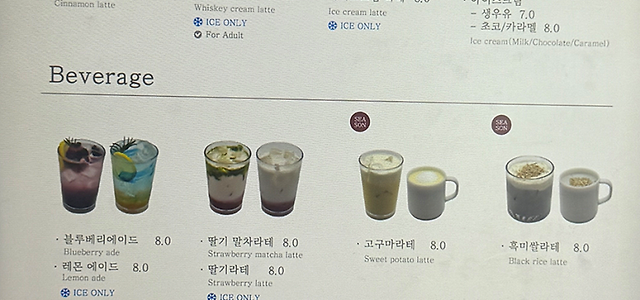 Cinnamon latte
Whiskey cream latte
ICE ONLY
For Adult
Ice cream latte
ICE ONLY
- 생우유 7.0
- 초코/카라멜 8.0
Ice cream(Milk/Chocolate/Caramel)
Beverage
SEA
SON
SEA
SON
· 블루베리에이드 8.0
Blueberry ade
· 레몬 에이드 8.0
Lemon ade
ICE ONLY
· 딸기 말차라테 8.0
Strawberry matcha latte
· 딸기라테 8.0
Strawberry latte
ICE ONLY
· 고구마라테 8.0
Sweet potato latte
· 흑미쌀라테 8.0
Black rice latte